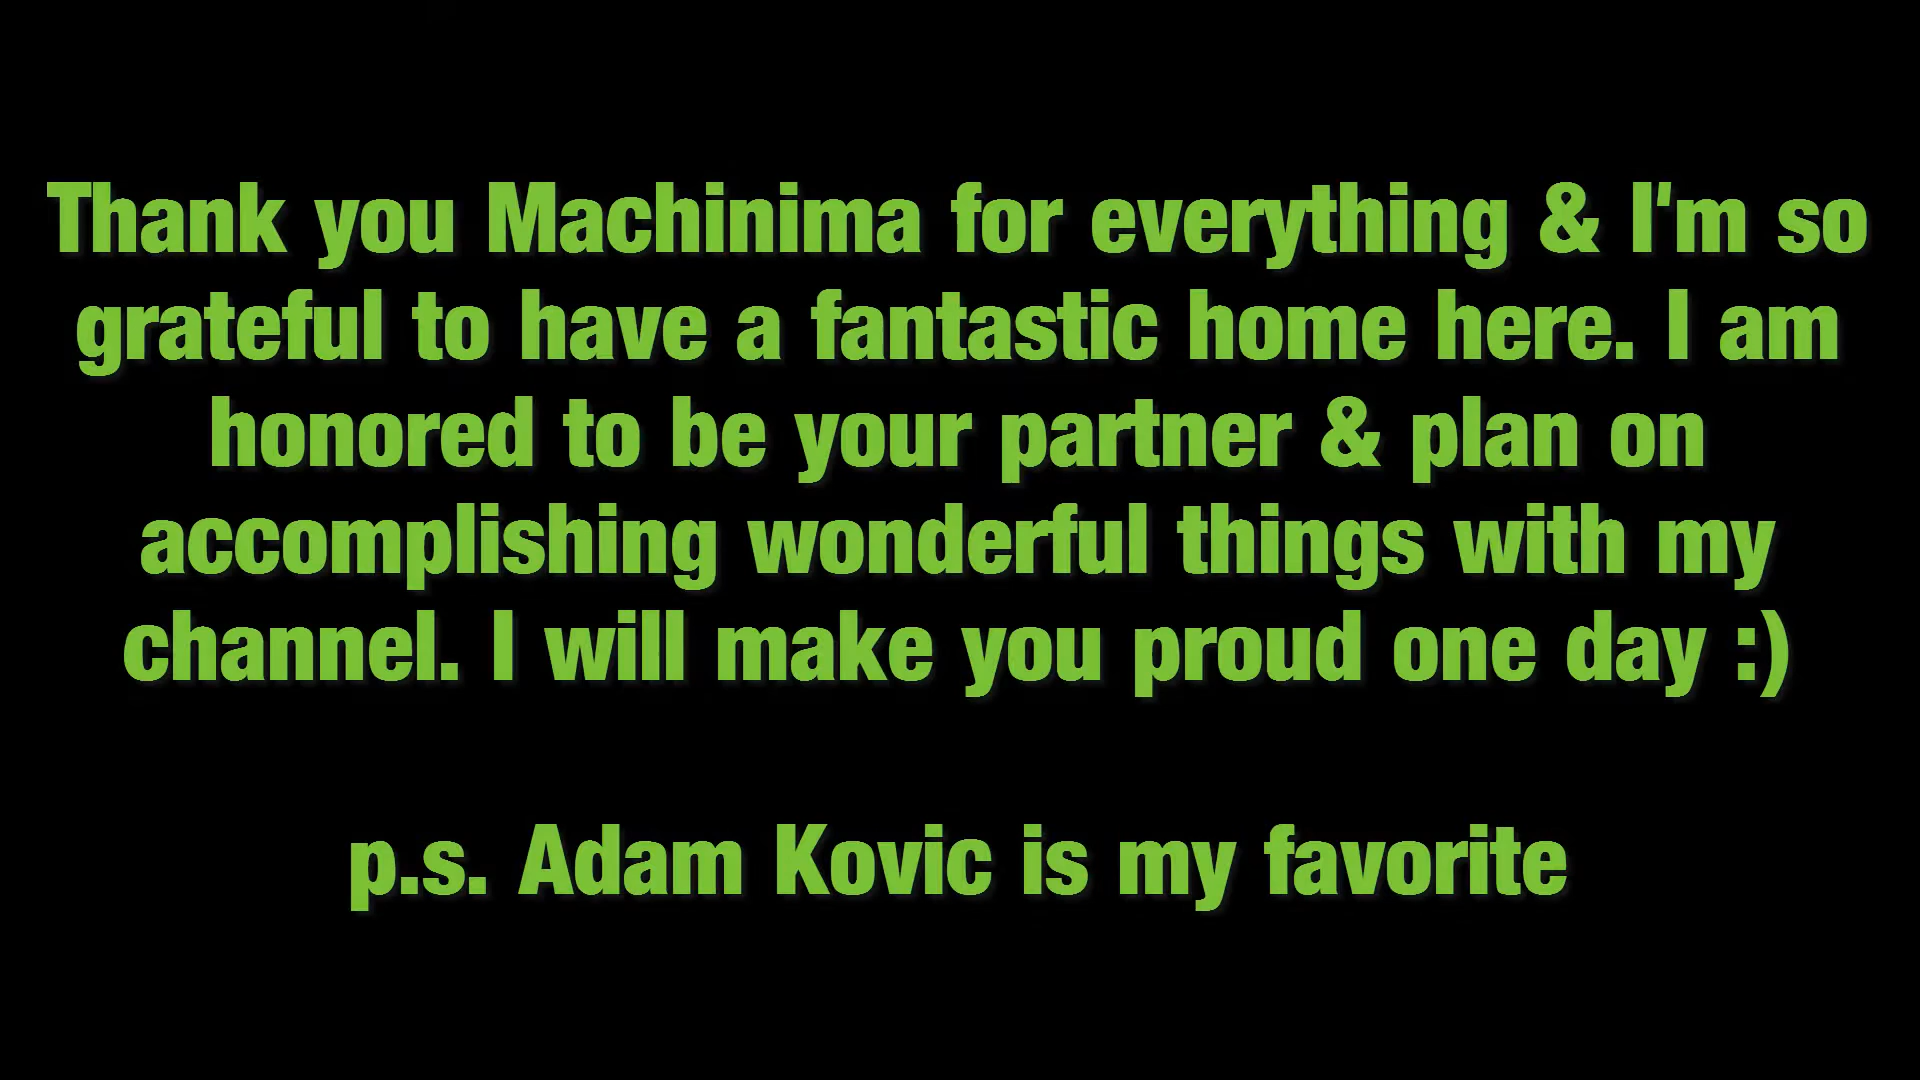 Thank you Machinima for everything & I'm so
grateful to have a fantastic home here. I am
honored to be your partner & plan on
accomplishing wonderful things with my
channel. I will make you proud one day :)
p.s. Adam Kovic is my favorite